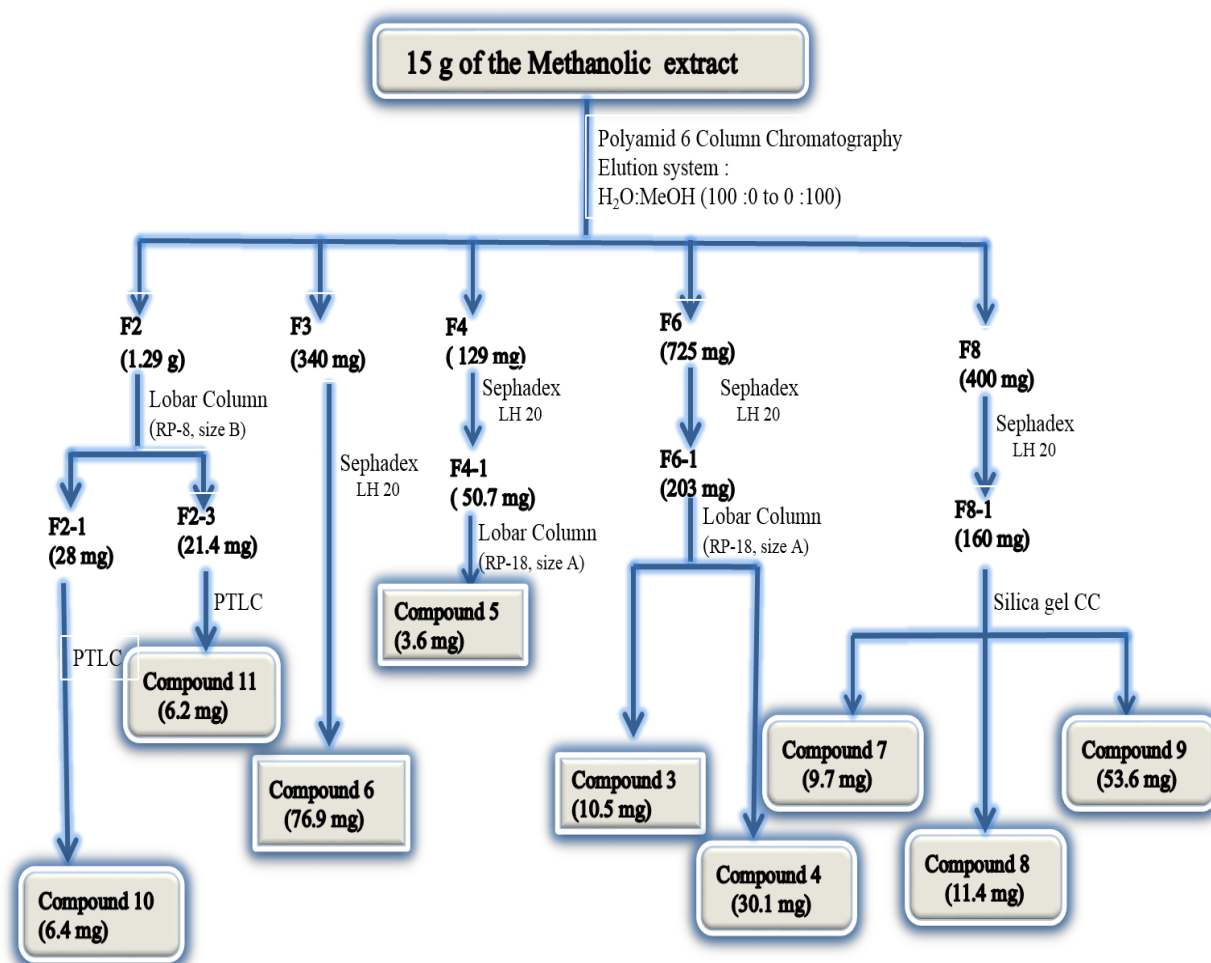 15 g of the Methanolic extract
Polyamid 6 Column Chromatography
Elution system :
H₂O:MeOH (100 :0 to 0 :100)
F2
(1.29 g)
F3
(340 mg)
F4
( 129 mg)
F6
(725 mg)
F8
(400 mg)
Lobar Column
(RP-8, size B)
Sephadex
LH 20
Sephadex
LH 20
Sephadex
LH 20
Sephadex
LH 20
F2-1
(28 mg)
F2-3
(21.4 mg)
F4-1
( 50.7 mg)
F6-1
(203 mg)
F8-1
(160 mg)
Lobar Column
(RP-18, size A)
Lobar Column
(RP-18, size A)
PTLC
PTLC
Silica gel CC
Compound 5
(3.6 mg)
Compound 11
(6.2 mg)
Compound 6
(76.9 mg)
Compound 3
(10.5 mg)
Compound 7
(9.7 mg)
Compound 9
(53.6 mg)
Compound 10
(6.4 mg)
Compound 4
(30.1 mg)
Compound 8
(11.4 mg)